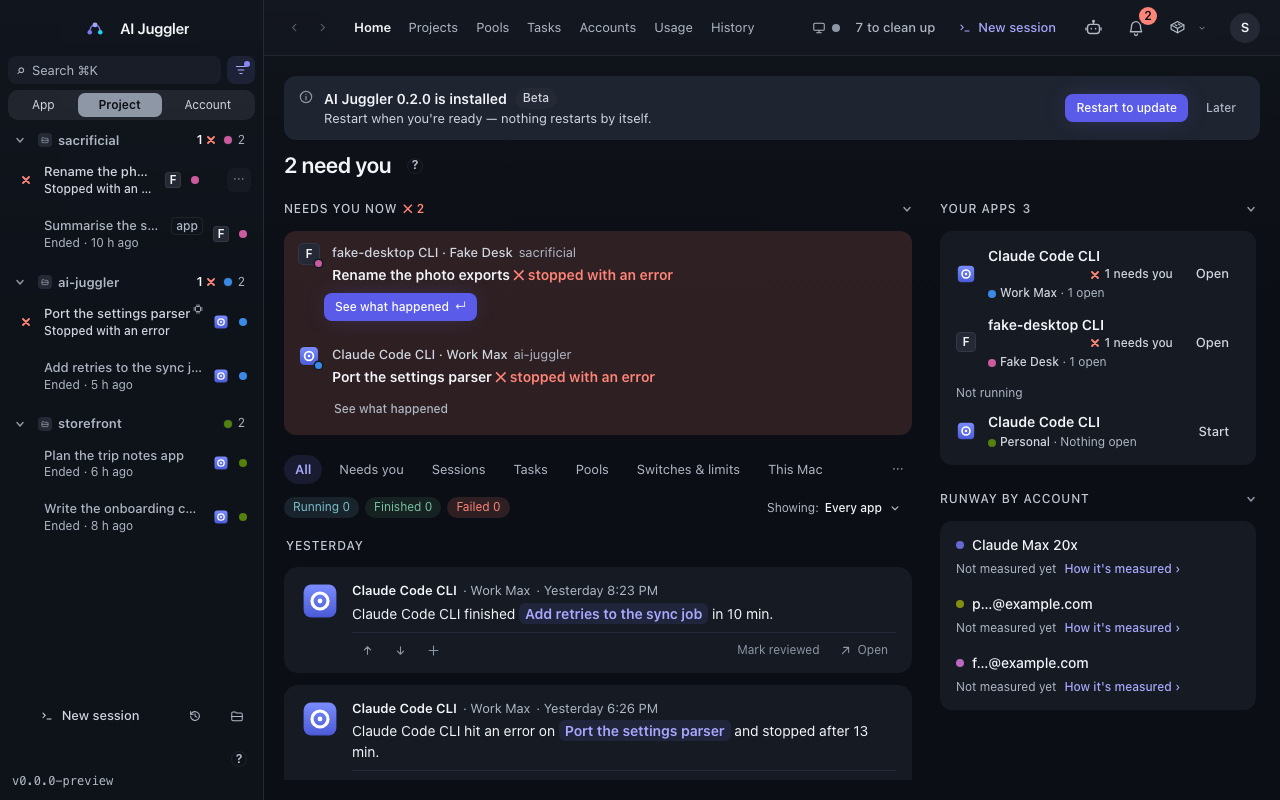 AI Juggler
Search ⌘K
App Project Account
sacrificial 1 2
Rename the ph...
Stopped with an ...
F
Summarise the s... app
Ended · 10 h ago
F
ai-juggler 1 2
Port the settings parser
Stopped with an error
Add retries to the sync j...
Ended · 5 h ago
storefront 2
Plan the trip notes app
Ended · 6 h ago
Write the onboarding c...
Ended · 8 h ago
New session
?
v0.0.0-preview
Home Projects Pools Tasks Accounts Usage History
7 to clean up
New session
2
S
AI Juggler 0.2.0 is installed Beta
Restart when you're ready — nothing restarts by itself.
Restart to update Later
2 need you ?
NEEDS YOU NOW 2
F
fake-desktop CLI · Fake Desk sacrificial
Rename the photo exports stopped with an error
See what happened
Claude Code CLI · Work Max ai-juggler
Port the settings parser stopped with an error
See what happened
All Needs you Sessions Tasks Pools Switches & limits This Mac
Running 0 Finished 0 Failed 0
Showing: Every app
YESTERDAY
Claude Code CLI · Work Max · Yesterday 8:23 PM
Claude Code CLI finished Add retries to the sync job in 10 min.
Mark reviewed Open
Claude Code CLI · Work Max · Yesterday 6:26 PM
Claude Code CLI hit an error on Port the settings parser and stopped after 13
min.
YOUR APPS 3
Claude Code CLI
1 needs you Open
Work Max · 1 open
F
fake-desktop CLI
1 needs you Open
Fake Desk · 1 open
Not running
Claude Code CLI
Personal · Nothing open
Start
RUNWAY BY ACCOUNT
Claude Max 20x
Not measured yet How it's measured ›
p...@example.com
Not measured yet How it's measured ›
f...@example.com
Not measured yet How it's measured ›